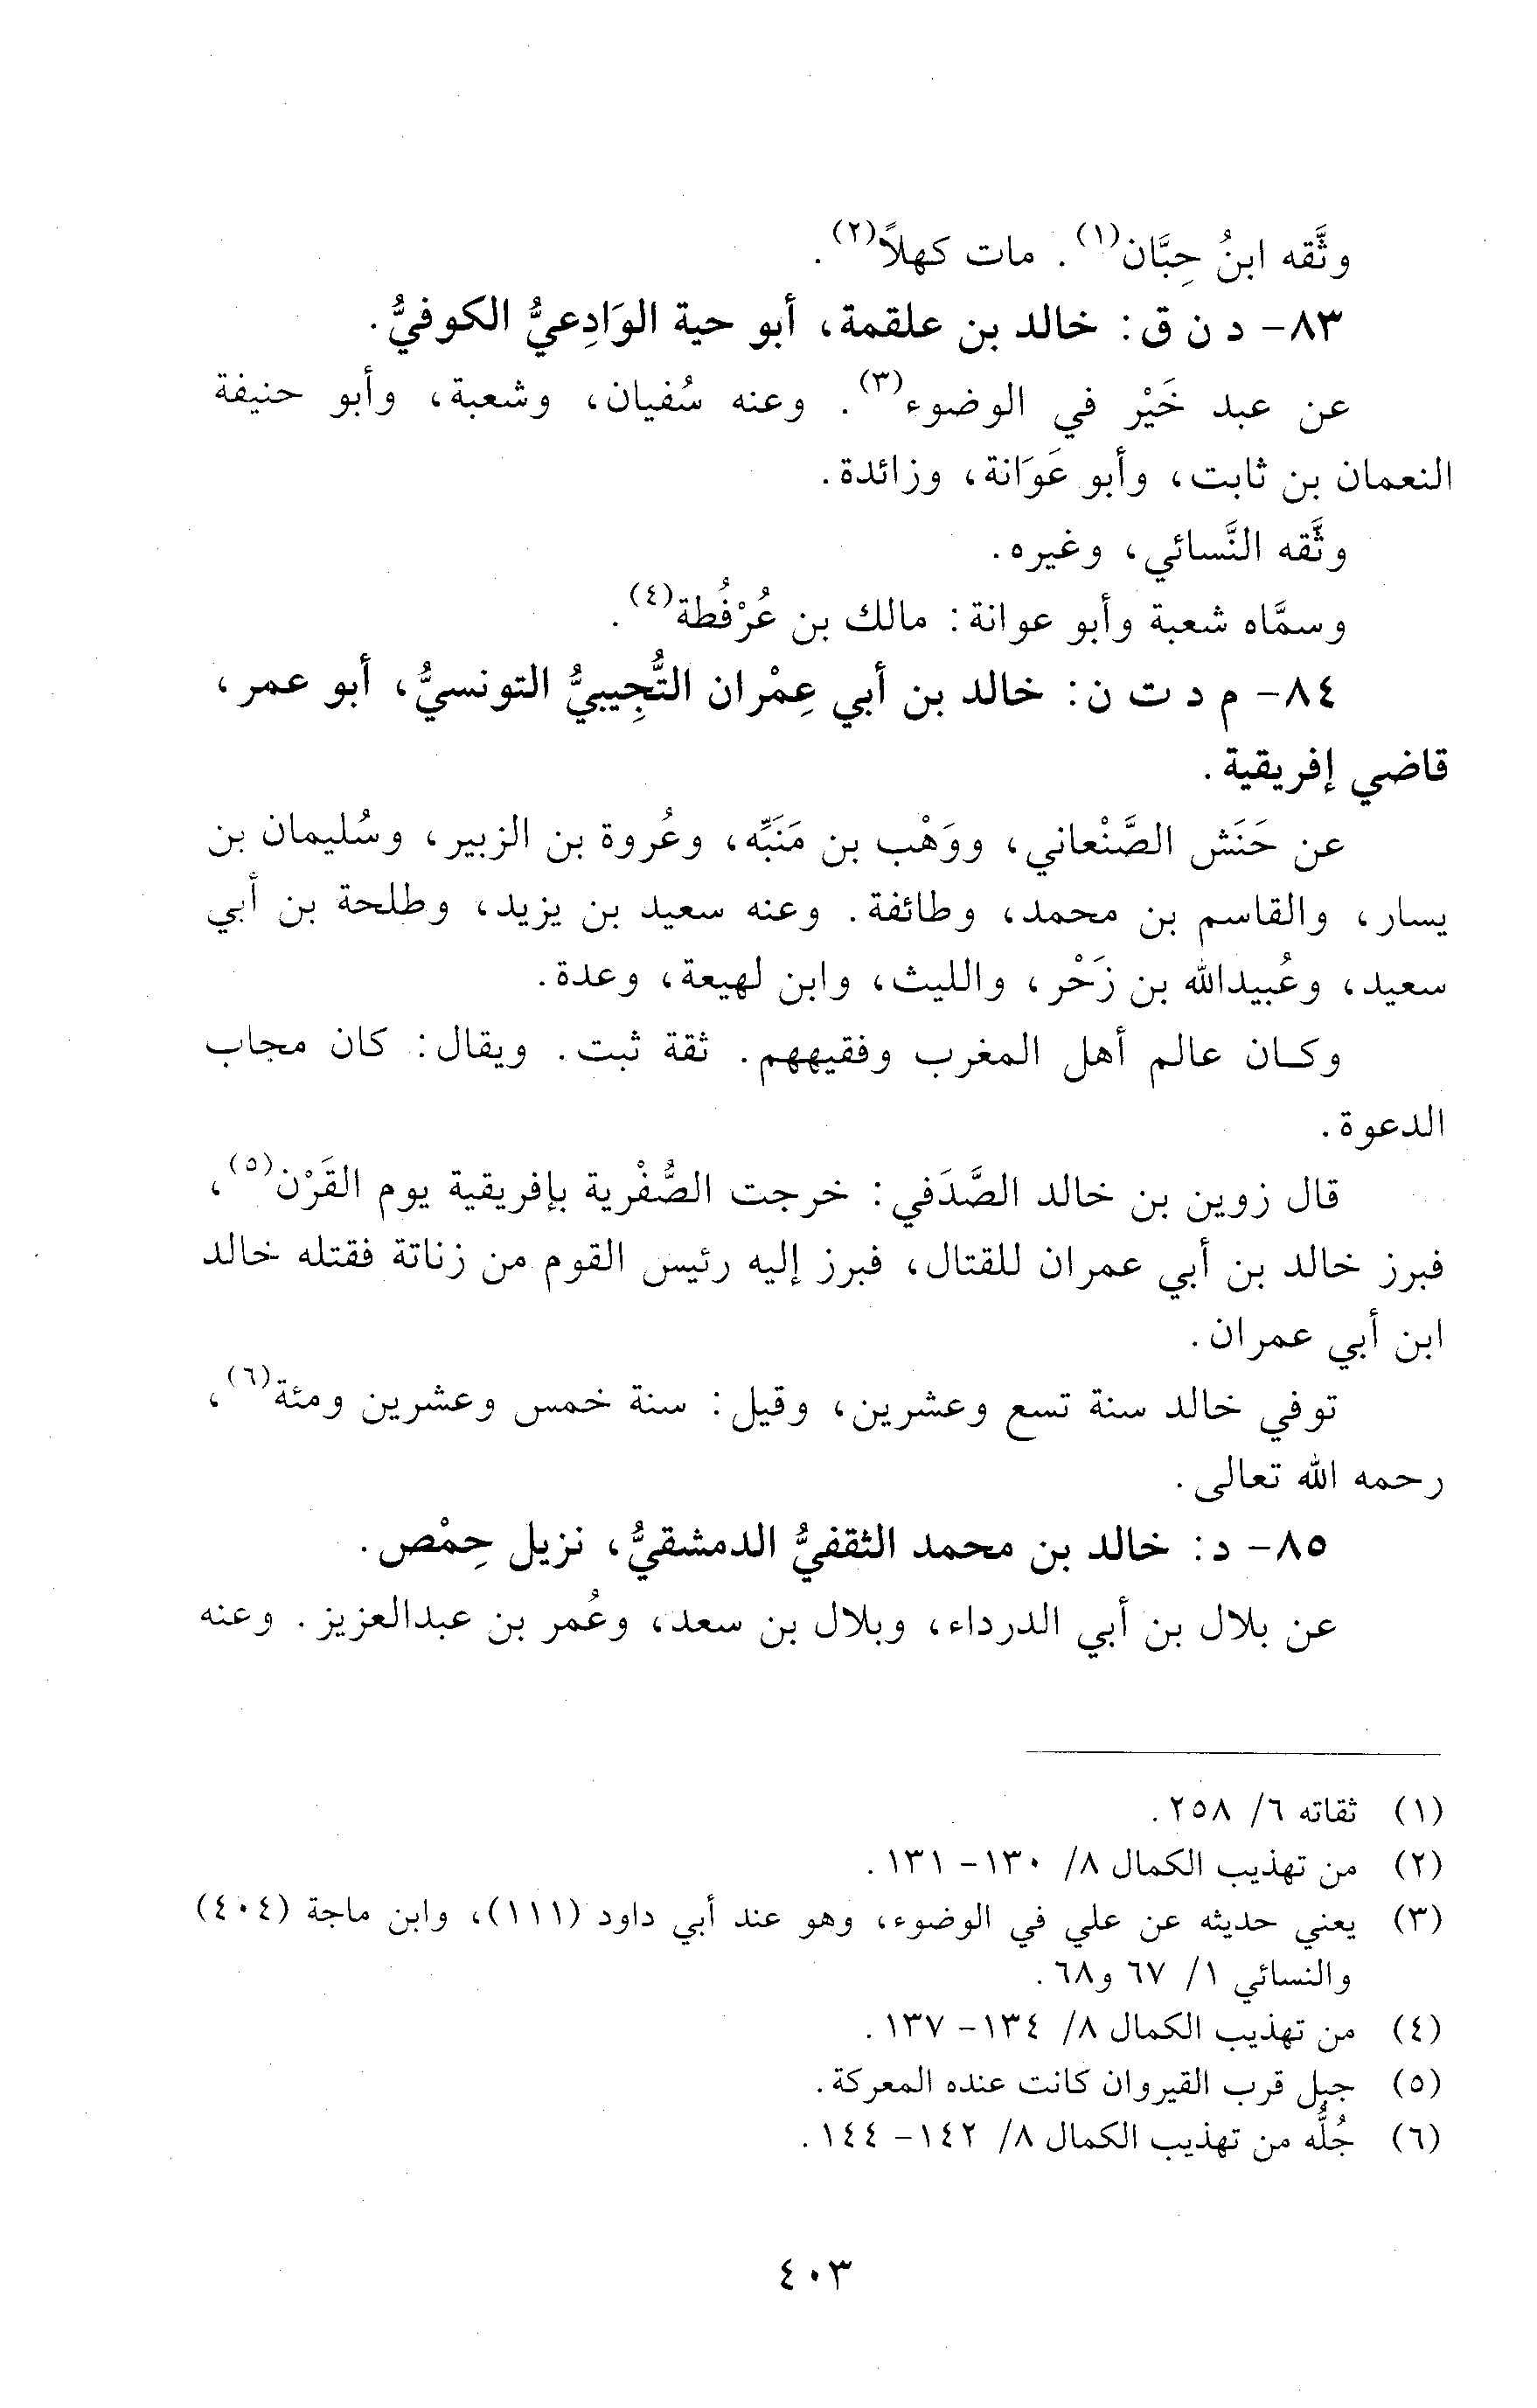 وثَّقه ابنُ حِبَّان(١). مات كهلاً(٢).
٨٣- د ن ق: خالد بن علقمة، أبو حية الوَادِعيُّ الكوفيُّ.
عن عبد خَيْر في الوضوء(٣). وعنه سُفيان، وشعبة، وأبو حنيفة
النعمان بن ثابت، وأبو عَوَانة، وزائدة.
وثَّقه النَّسائي، وغيره.
وسمَّاه شعبة وأبو عوانة: مالك بن عُرْفُطة(٤).
٨٤- م د ت ن: خالد بن أبي عِمْران التُّجِيبيُّ التونسيُّ، أبو عمر،
قاضي إفريقية.
عن حَنَش الصَّنْعاني، ووَهْب بن مَنَبِّه، وعُروة بن الزبير، وسُليمان بن
يسار، والقاسم بن محمد، وطائفة. وعنه سعيد بن يزيد، وطلحة بن أبي
سعيد، وعُبيدالله بن زَحْر، والليث، وابن لهيعة، وعدة.
وكـان عالم أهل المغرب وفقيههم. ثقة ثبت. ويقال: كان مجاب
الدعوة.
قال زوين بن خالد الصَّدَفي: خرجت الصُّفْرية بإفريقية يوم القَرْن(٥)،
فبرز خالد بن أبي عمران للقتال، فبرز إليه رئيس القوم من زناتة فقتله خالد
ابن أبي عمران.
توفي خالد سنة تسع وعشرين، وقيل: سنة خمس وعشرين ومئة(٦)،
رحمه الله تعالى.
٨٥- د: خالد بن محمد الثقفيُّ الدمشقيُّ، نزيل حِمْص.
عن بلال بن أبي الدرداء، وبلال بن سعد، وعُمر بن عبدالعزيز. وعنه
(١) ثقاته ٦/ ٢٥٨.
(٢) من تهذيب الكمال ٨/ ١٣٠- ١٣١.
(٣) يعني حديثه عن علي في الوضوء، وهو عند أبي داود (١١١)، وابن ماجة (٤٠٤)
والنسائي ١/ ٦٧ و٦٨.
(٤) من تهذيب الكمال ٨/ ١٣٤- ١٣٧.
(٥) جبل قرب القيروان كانت عنده المعركة.
(٦) جُلُّه من تهذيب الكمال ٨/ ١٤٢- ١٤٤.
٤٠٣